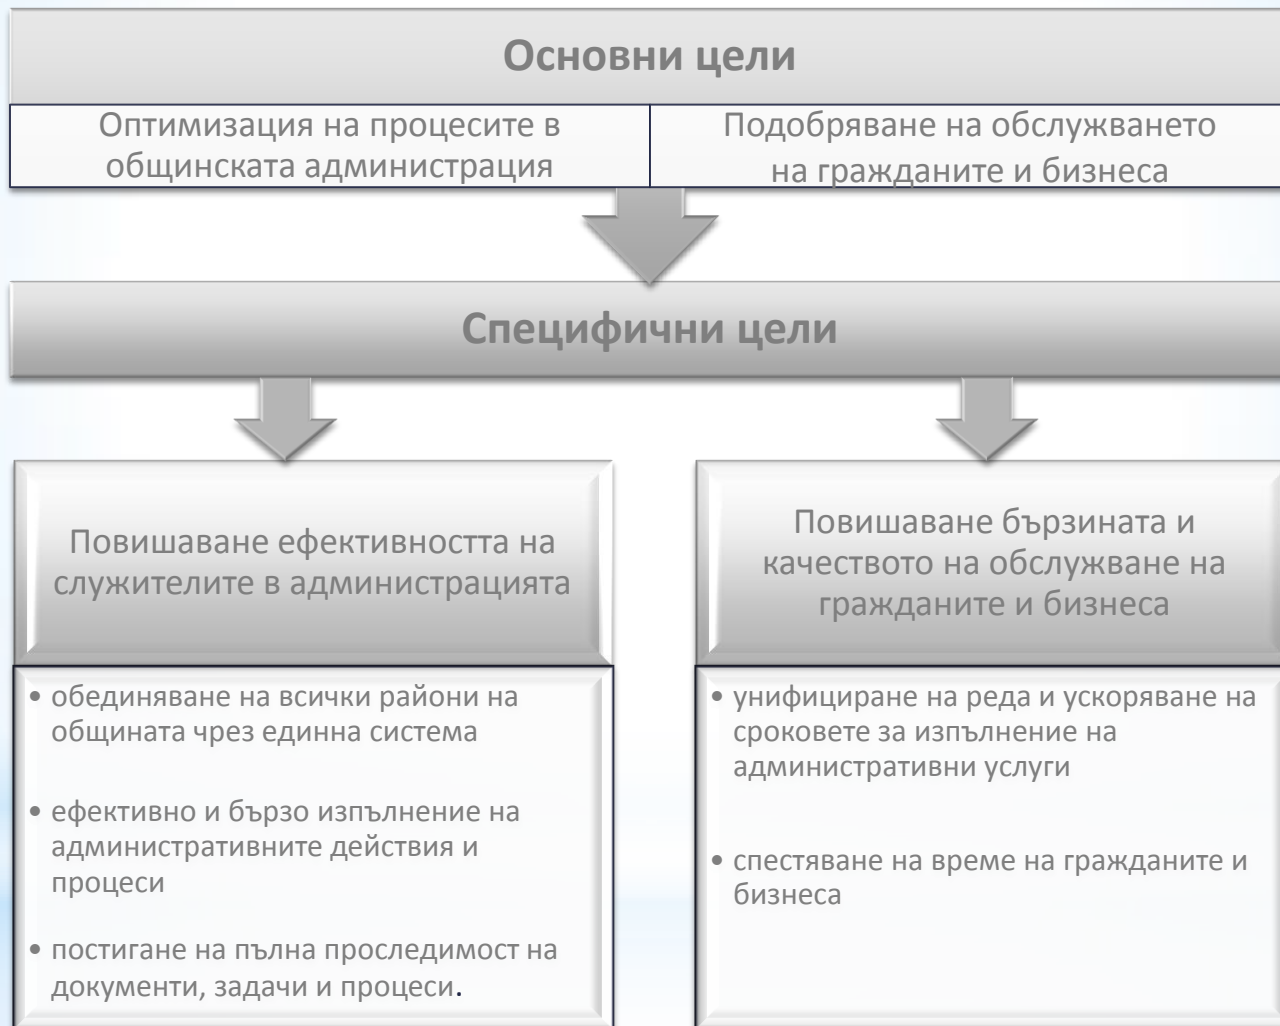 Основни цели
Оптимизация на процесите в
общинската администрация
Подобряване на обслужването
на гражданите и бизнеса
Специфични цели
Повишаване ефективността на
служителите в администрацията
• обединяване на всички райони на
общината чрез единна система
• ефективно и бързо изпълнение на
административните действия и
процеси
• постигане на пълна проследимост на
документи, задачи и процеси.
Повишаване бързината и
качеството на обслужване на
гражданите и бизнеса
• унифициране на реда и ускоряване на
сроковете за изпълнение на
административни услуги
• спестяване на време на гражданите и
бизнеса